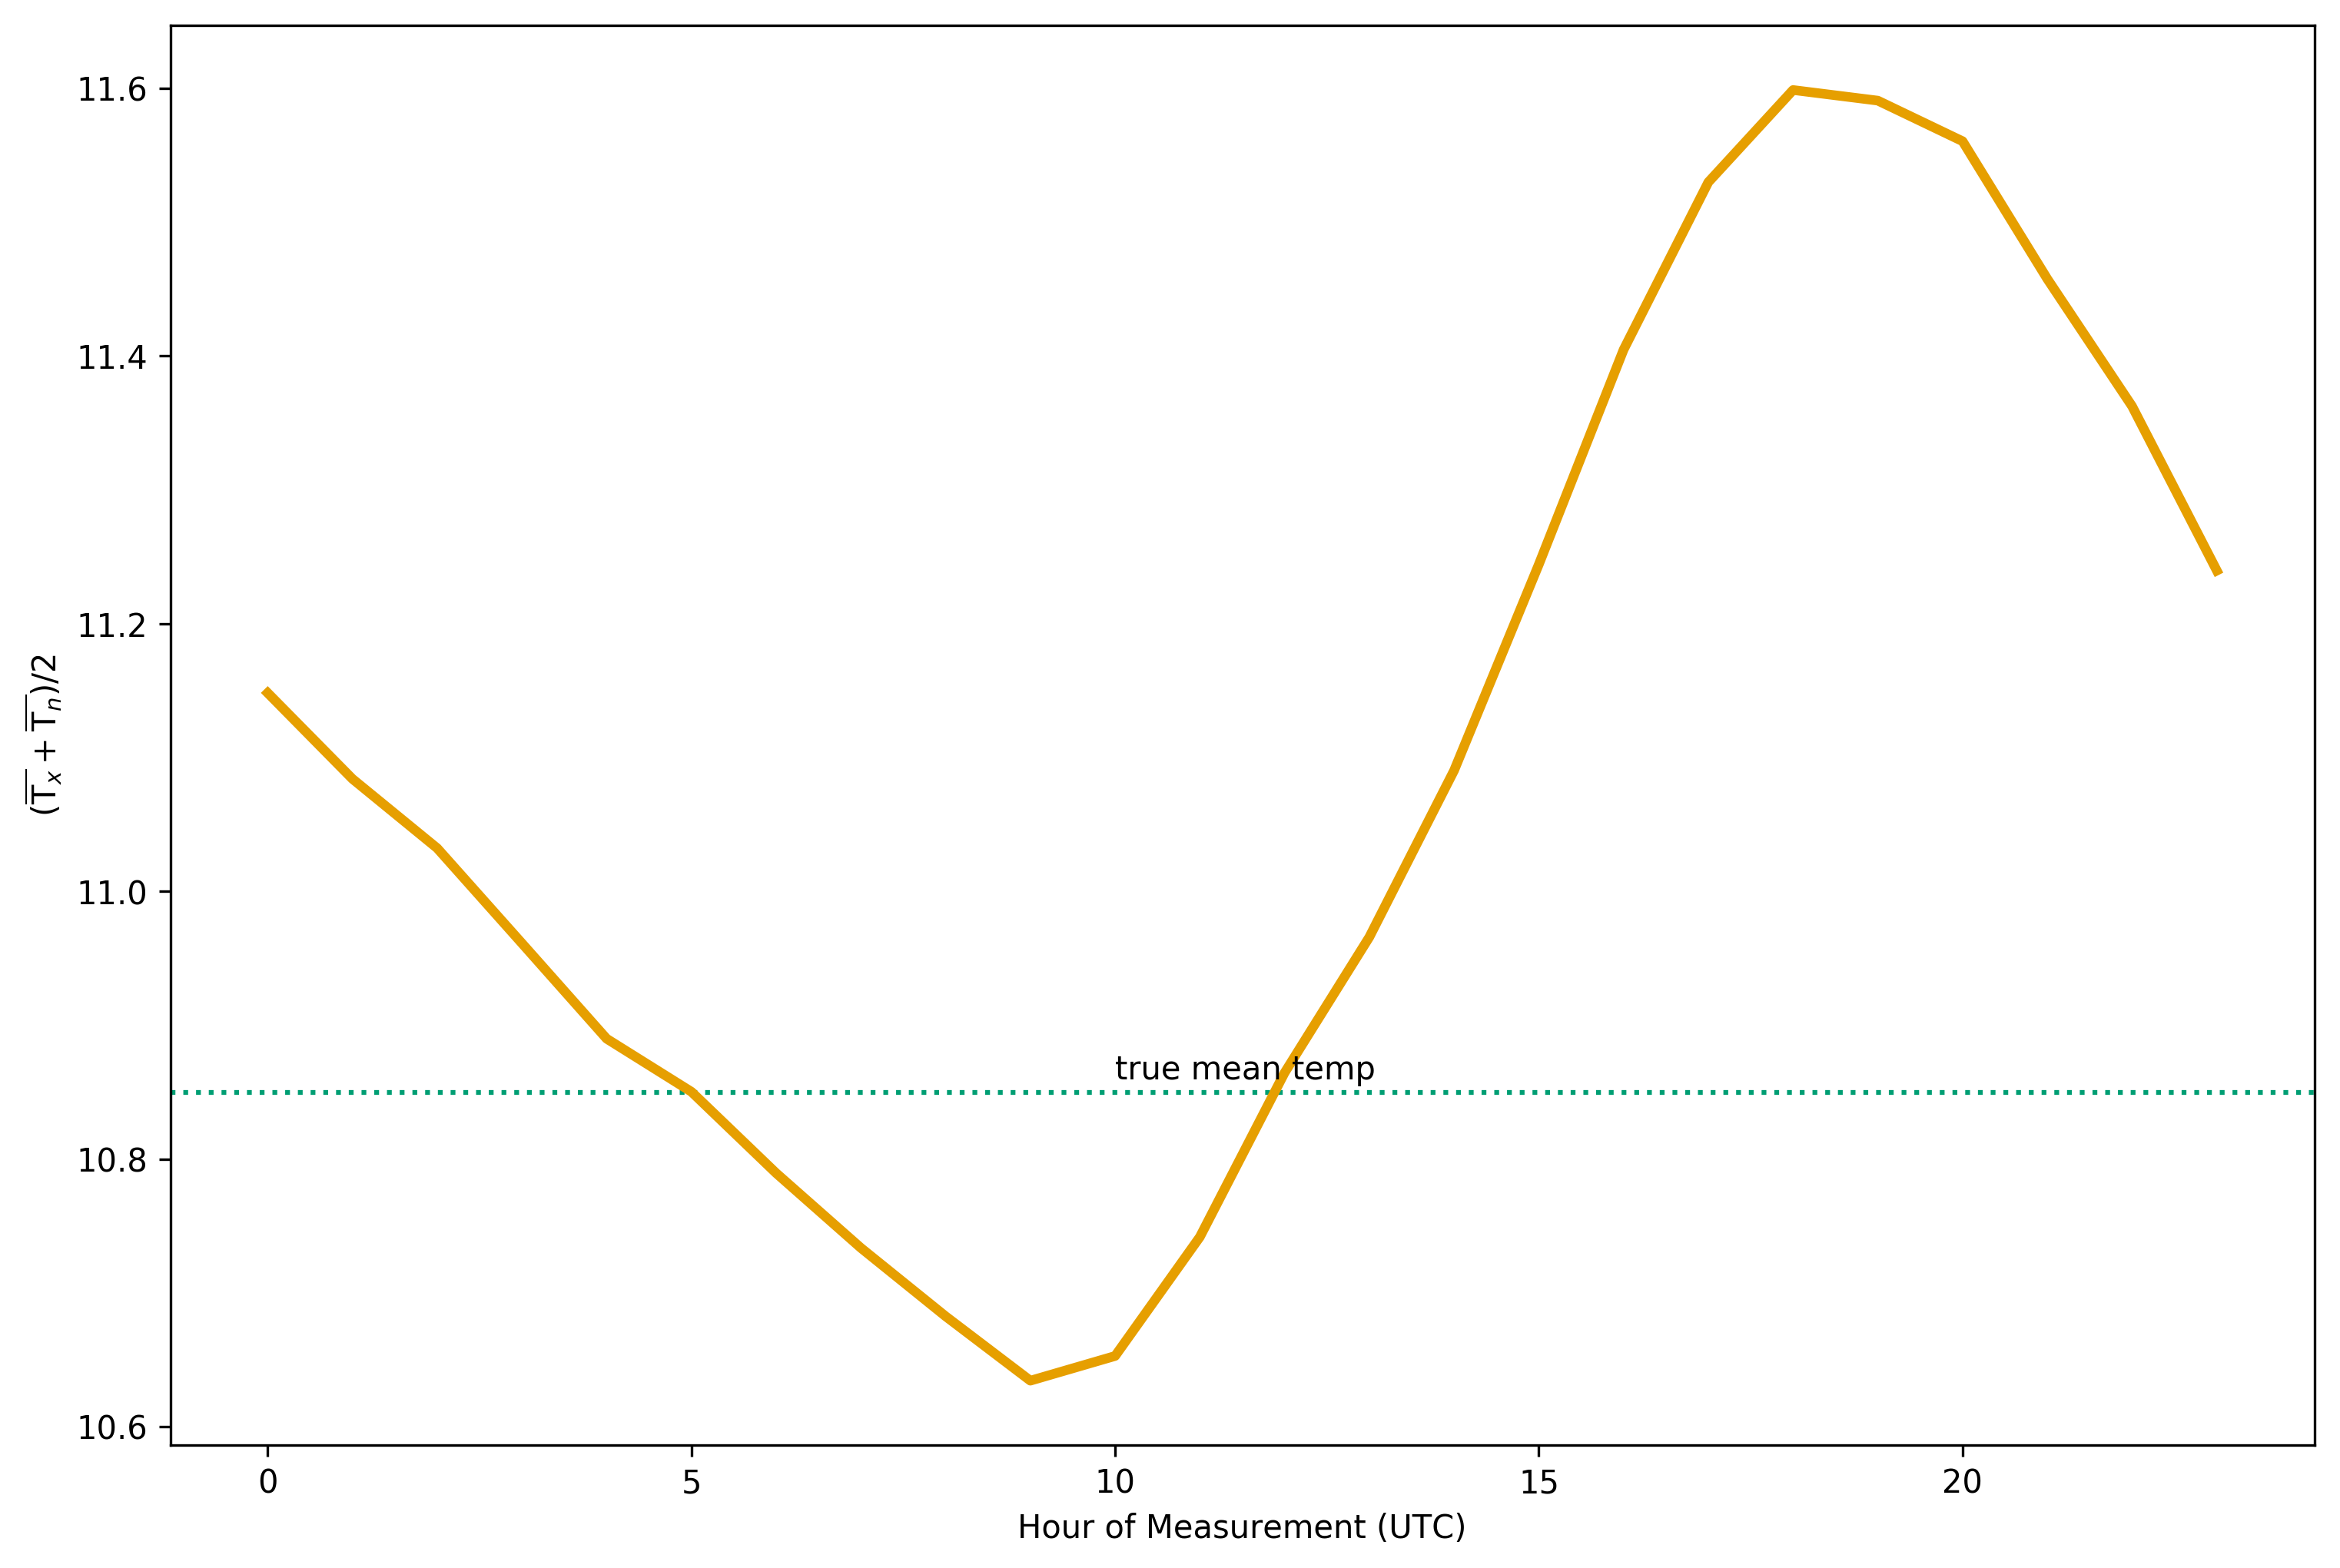 11.6
11.4
11.2
11.0
10.8
10.6
(T̅ₓ + T̅ₙ)/2
true mean temp
0 5 10 15 20
Hour of Measurement (UTC)